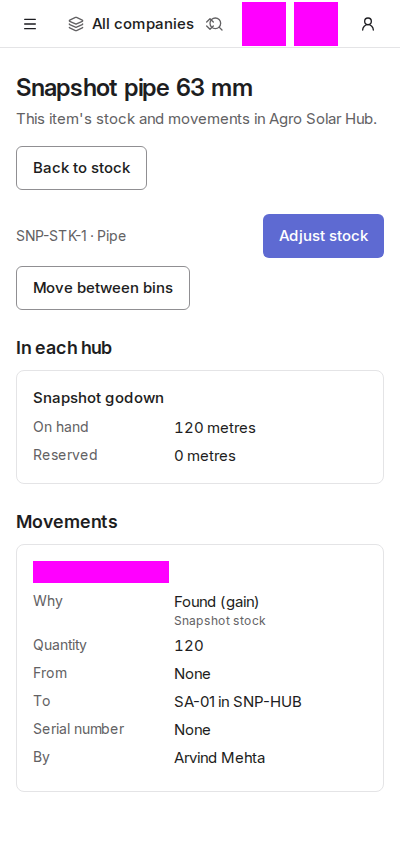 All companies
Snapshot pipe 63 mm
This item's stock and movements in Agro Solar Hub.
Back to stock
SNP-STK-1 · Pipe
Adjust stock
Move between bins
In each hub
Snapshot godown
On hand 120 metres
Reserved 0 metres
Movements
Why Found (gain)
Snapshot stock
Quantity 120
From None
To SA-01 in SNP-HUB
Serial number None
By Arvind Mehta